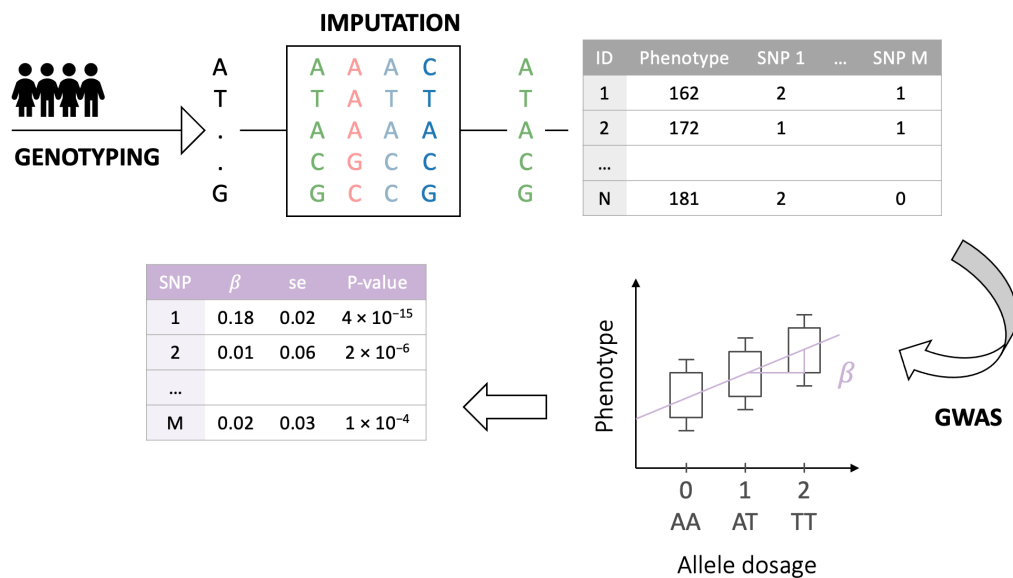 IMPUTATION
GENOTYPING
A
T
.
.
G
A A A C
T A T T
A A A A
C G C C
G C C G
A
T
A
C
G
ID Phenotype SNP 1 ... SNP M
1 162 2 1
2 172 1 1
...
N 181 2 0
GWAS
SNP β se P-value
1 0.18 0.02 4 × 10⁻¹⁵
2 0.01 0.06 2 × 10⁻⁶
...
M 0.02 0.03 1 × 10⁻⁴
Phenotype
β
0 1 2
AA AT TT
Allele dosage